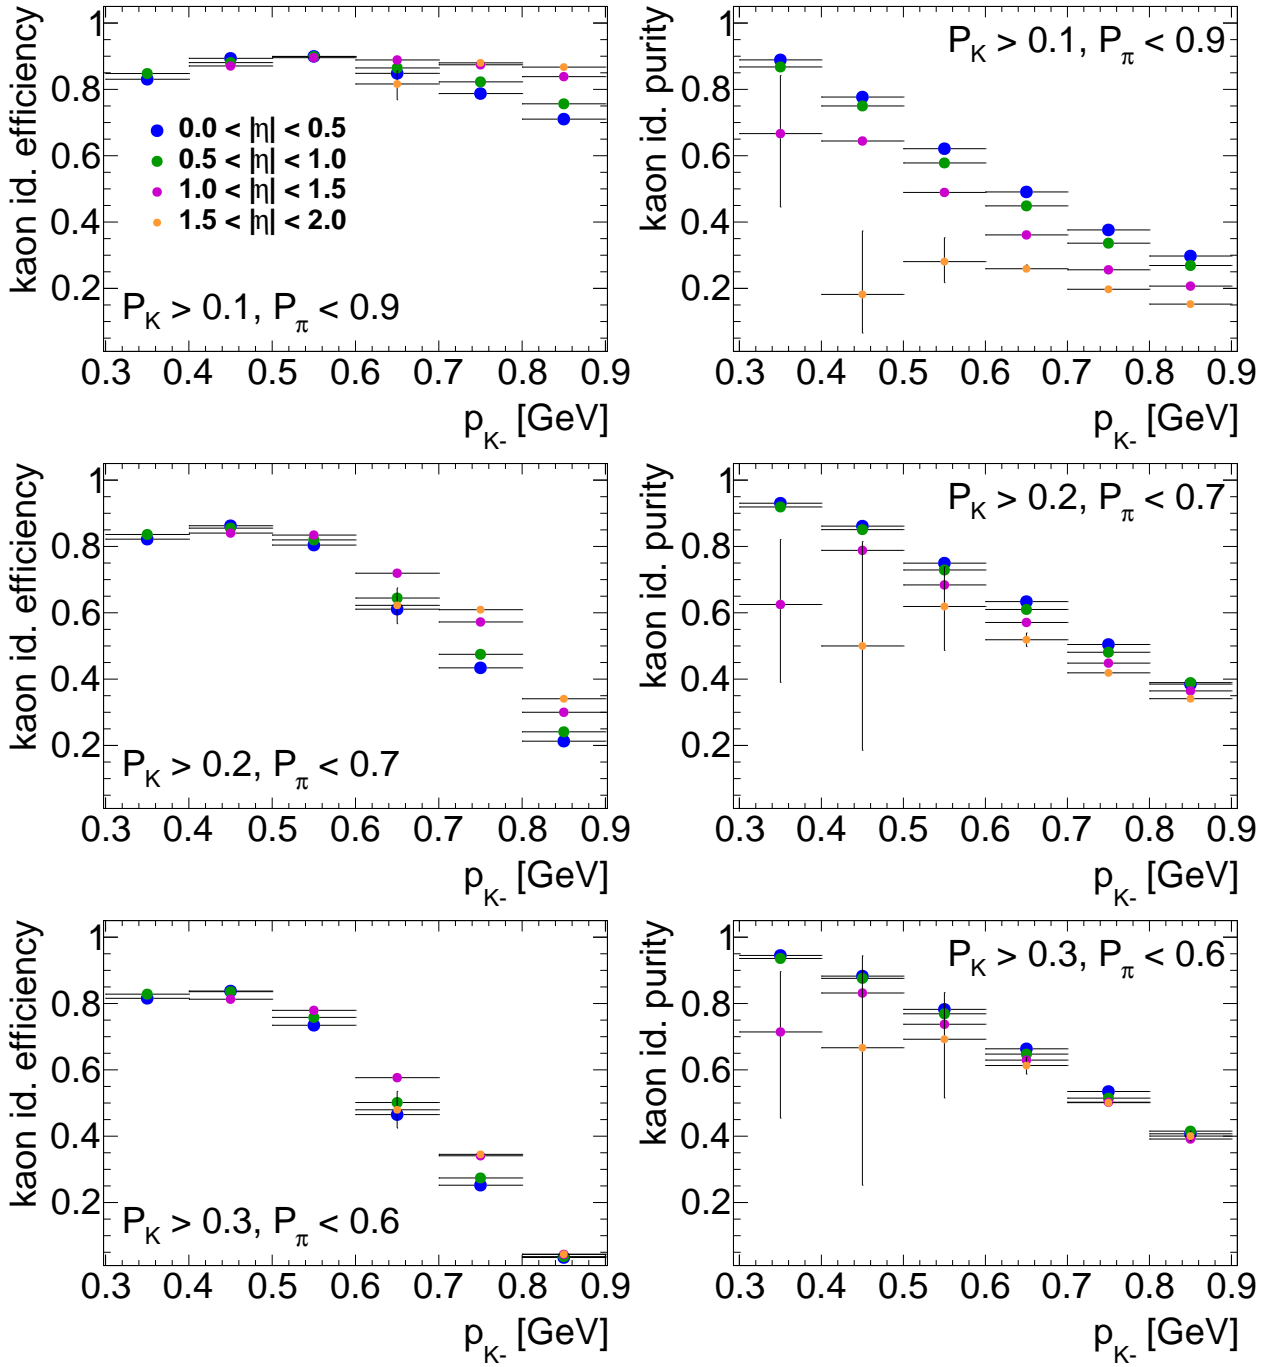 kaon id. efficiency
1
0.8
0.6
0.4
0.2
0.0 < |η| < 0.5
0.5 < |η| < 1.0
1.0 < |η| < 1.5
1.5 < |η| < 2.0
P_K > 0.1, P_π < 0.9
0.3 0.4 0.5 0.6 0.7 0.8 0.9
p_K- [GeV]
kaon id. purity
1
0.8
0.6
0.4
0.2
P_K > 0.1, P_π < 0.9
0.3 0.4 0.5 0.6 0.7 0.8 0.9
p_K- [GeV]
kaon id. efficiency
1
0.8
0.6
0.4
0.2
P_K > 0.2, P_π < 0.7
0.3 0.4 0.5 0.6 0.7 0.8 0.9
p_K- [GeV]
kaon id. purity
1
0.8
0.6
0.4
0.2
P_K > 0.2, P_π < 0.7
0.3 0.4 0.5 0.6 0.7 0.8 0.9
p_K- [GeV]
kaon id. efficiency
1
0.8
0.6
0.4
0.2
P_K > 0.3, P_π < 0.6
0.3 0.4 0.5 0.6 0.7 0.8 0.9
p_K- [GeV]
kaon id. purity
1
0.8
0.6
0.4
0.2
P_K > 0.3, P_π < 0.6
0.3 0.4 0.5 0.6 0.7 0.8 0.9
p_K- [GeV]